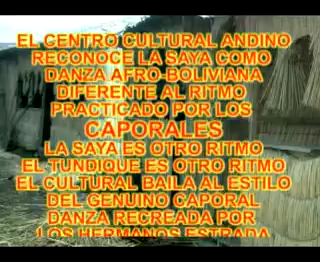 EL CENTRO CULTURAL ANDINO
RECONOCE LA SAYA COMO
DANZA AFRO-BOLIVIANA
DIFERENTE AL RITMO
PRACTICADO POR LOS
CAPORALES
LA SAYA ES OTRO RITMO
EL TUNDIQUE ES OTRO RITMO
EL CULTURAL BAILA AL ESTILO
DEL GENUINO CAPORAL
DANZA RECREADA POR
LOS HERMANOS ESTRADA